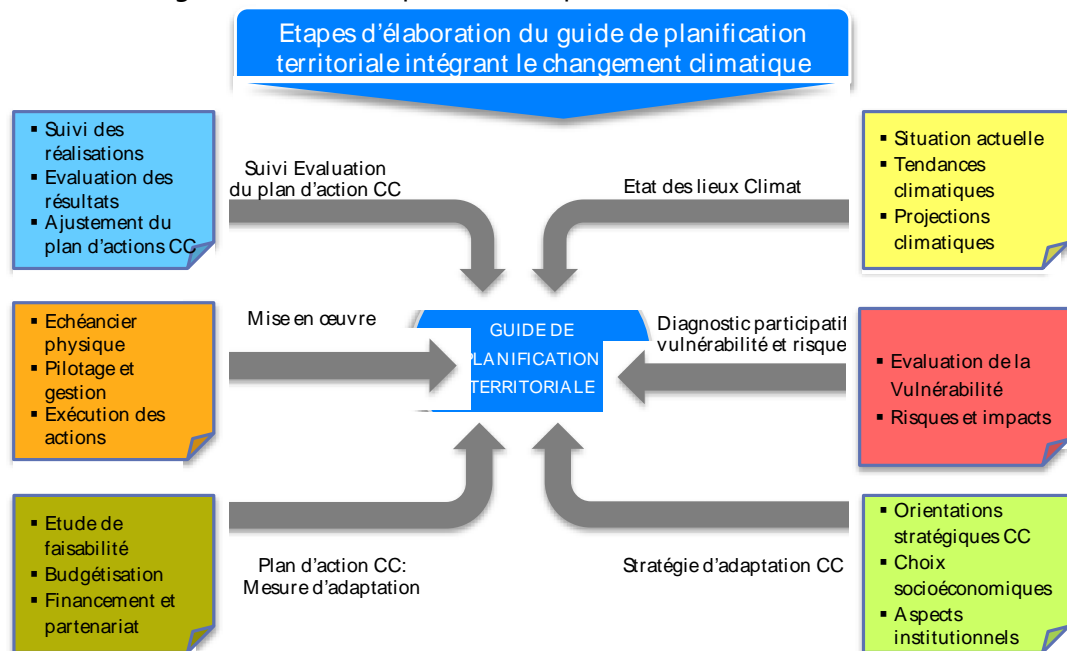 Etapes d'élaboration du guide de planification
territoriale intégrant le changement climatique
▪ Suivi des
réalisations
▪ Evaluation des
résultats
▪ Ajustement du
plan d'actions CC
Suivi Evaluation
du plan d'action CC
Etat des lieux Climat
▪ Situation actuelle
▪ Tendances
climatiques
▪ Projections
climatiques
▪ Echéancier
physique
▪ Pilotage et
gestion
▪ Exécution des
actions
Mise en œuvre
GUIDE DE
PLANIFICATION
TERRITORIALE
Diagnostic participatif
vulnérabilité et risque
▪ Evaluation de la
Vulnérabilité
▪ Risques et impacts
▪ Etude de
faisabilité
▪ Budgétisation
▪ Financement et
partenariat
Plan d'action CC:
Mesure d'adaptation
Stratégie d'adaptation CC
▪ Orientations
stratégiques CC
▪ Choix
socioéconomiques
▪ Aspects
institutionnels